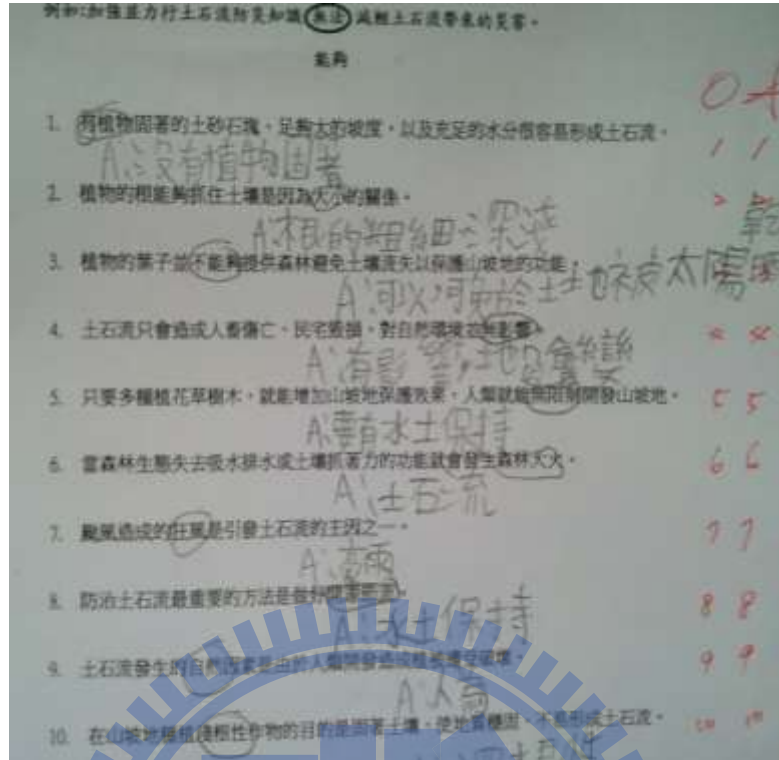 例如:加強並力行土石流防災知識無法減輕土石流帶來的災害。
能夠
1. 有植物固著的土砂石塊、足夠大的坡度,以及充足的水分很容易形成土石流。
A:沒有植物固著
2. 植物的根能夠抓住土壤是因為大小的關係。
A:根的粗細、深淺
3. 植物的葉子並不能夠提供森林避免土壤流失以保護山坡地的功能。
A:可以,可免於土地被太陽
4. 土石流只會造成人畜傷亡、民宅毀損,對自然環境並無影響。
A:有影響,地
5. 只要多種植花草樹木,就能增加山坡地保護效果,人類就能無限制開發山坡地。
A:要有水土保持
6. 當森林生態失去吸水排水或土壤抓著力的功能就會發生森林大火。
A:土石流
7. 颱風造成的狂風是引發土石流的主因之一。
A:豪雨
8. 防治土石流最重要的方法是做好
A:水土保持
9. 土石流發生的自然因素是由於人類開發造成植被遭受破壞。
A:人為
10. 在山坡地種植淺根性作物的目的是固著土壤,使地質穩固,不易形成土石流。